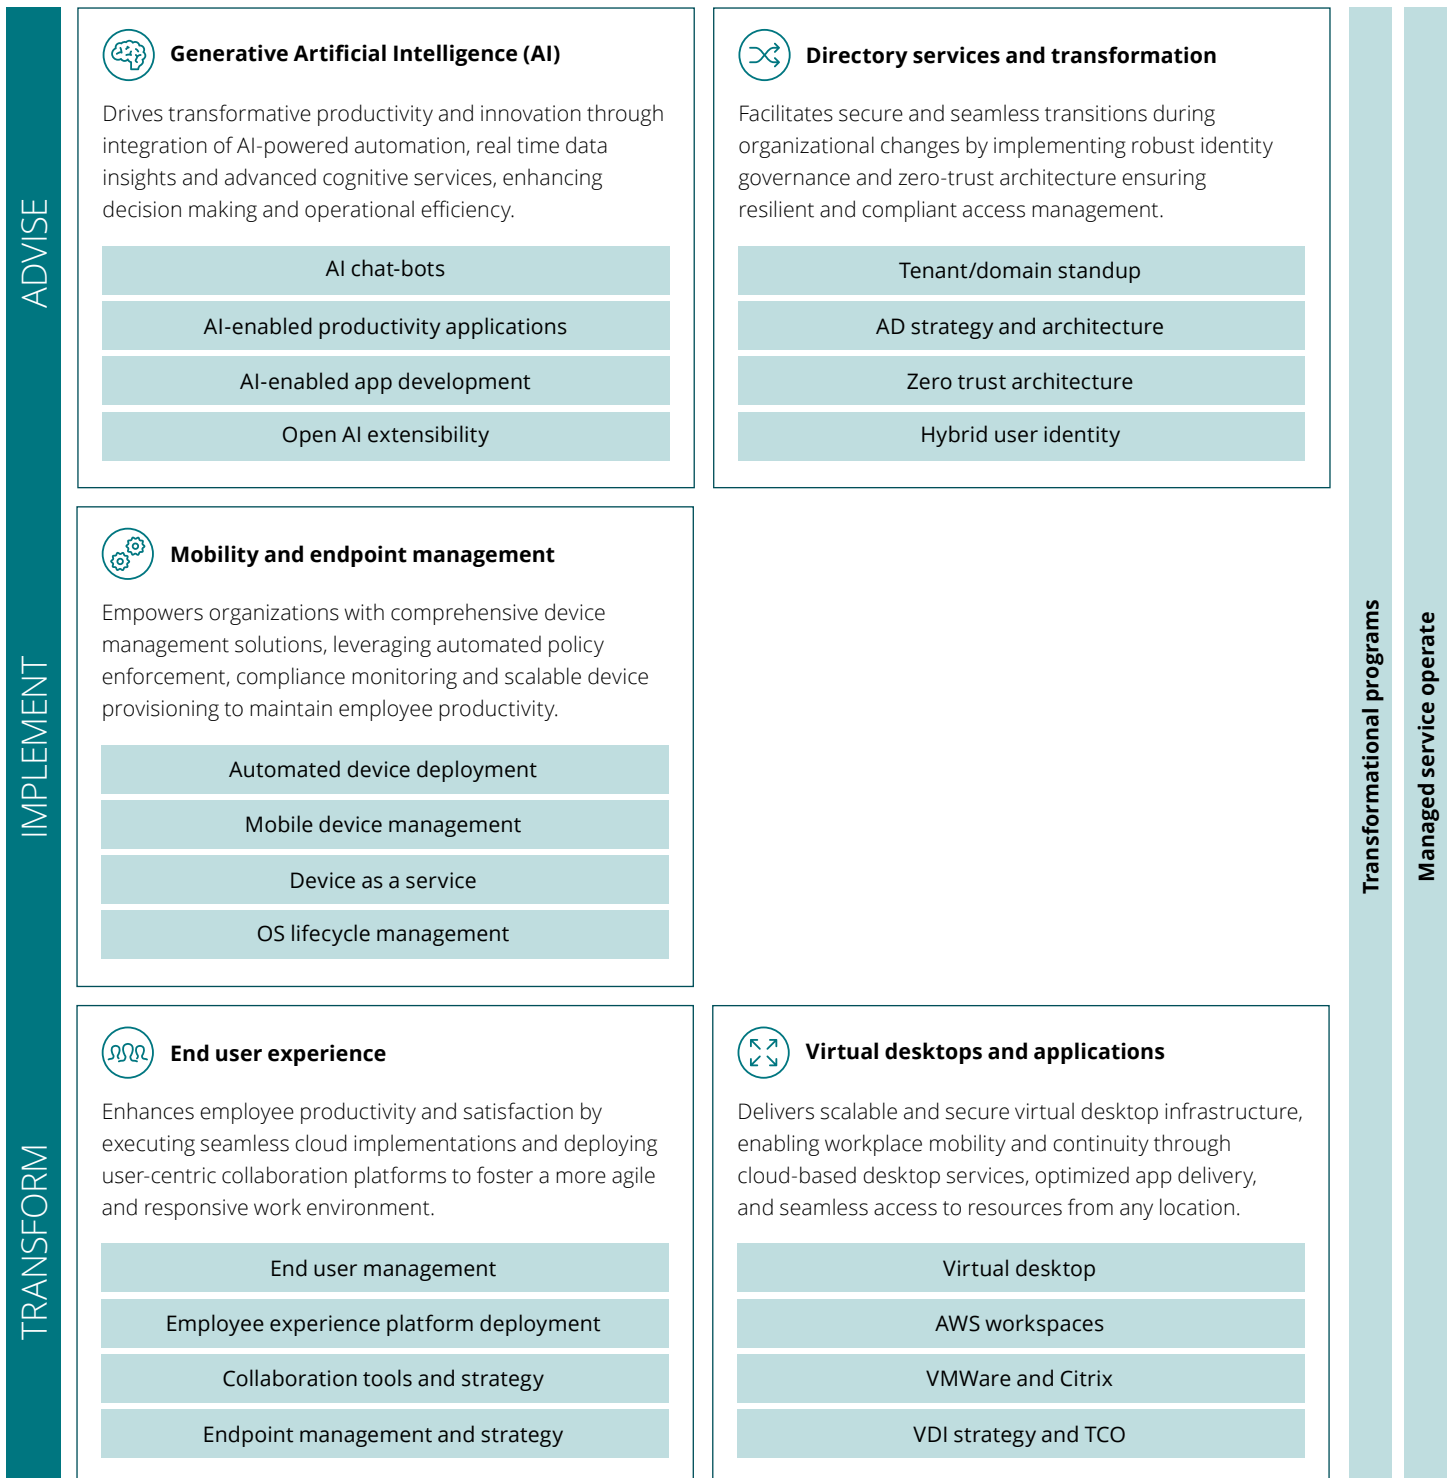 ADVISE
Generative Artificial Intelligence (AI)
Drives transformative productivity and innovation through
integration of AI-powered automation, real time data
insights and advanced cognitive services, enhancing
decision making and operational efficiency.
AI chat-bots
AI-enabled productivity applications
AI-enabled app development
Open AI extensibility
Directory services and transformation
Facilitates secure and seamless transitions during
organizational changes by implementing robust identity
governance and zero-trust architecture ensuring
resilient and compliant access management.
Tenant/domain standup
AD strategy and architecture
Zero trust architecture
Hybrid user identity
IMPLEMENT
Mobility and endpoint management
Empowers organizations with comprehensive device
management solutions, leveraging automated policy
enforcement, compliance monitoring and scalable device
provisioning to maintain employee productivity.
Automated device deployment
Mobile device management
Device as a service
OS lifecycle management
TRANSFORM
End user experience
Enhances employee productivity and satisfaction by
executing seamless cloud implementations and deploying
user-centric collaboration platforms to foster a more agile
and responsive work environment.
End user management
Employee experience platform deployment
Collaboration tools and strategy
Endpoint management and strategy
Virtual desktops and applications
Delivers scalable and secure virtual desktop infrastructure,
enabling workplace mobility and continuity through
cloud-based desktop services, optimized app delivery,
and seamless access to resources from any location.
Virtual desktop
AWS workspaces
VMWare and Citrix
VDI strategy and TCO
Transformational programs
Managed service operate